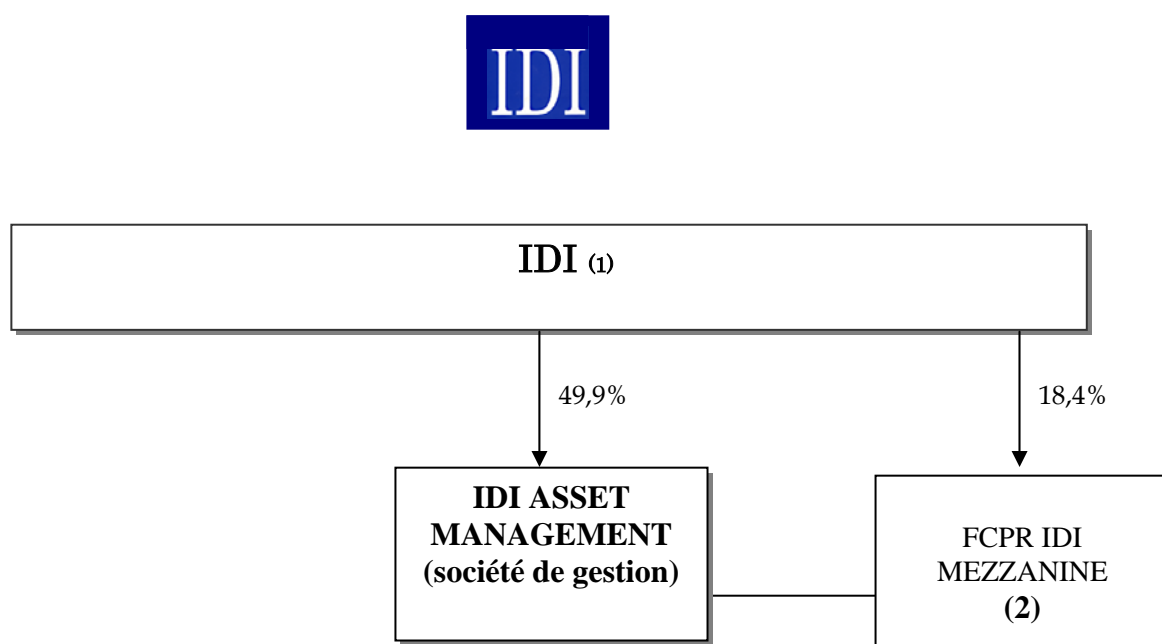 IDI
IDI (1)
49,9%
18,4%
IDI ASSET
MANAGEMENT
(société de gestion)
FCPR IDI
MEZZANINE
(2)